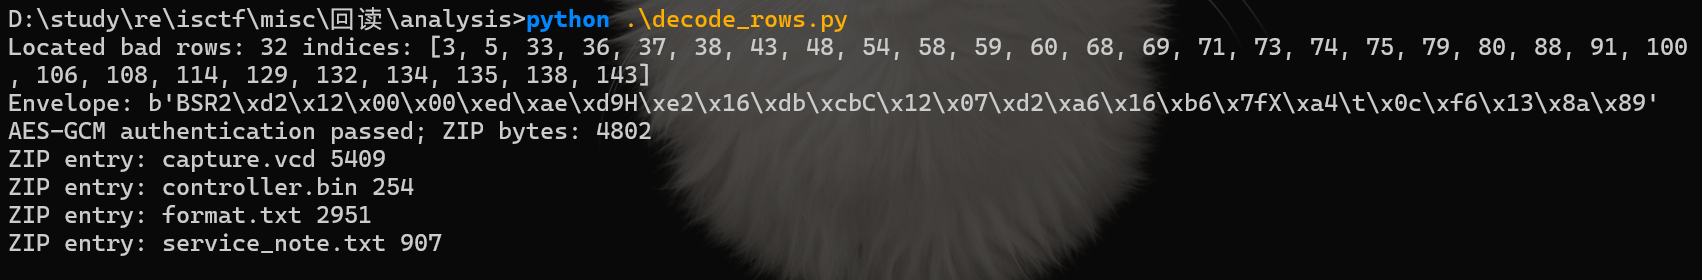 D:\study\re\isctf\misc\回读\analysis>python .\decode_rows.py
Located bad rows: 32 indices: [3, 5, 33, 36, 37, 38, 43, 48, 54, 58, 59, 60, 68, 69, 71, 73, 74, 75, 79, 80, 88, 91, 100
, 106, 108, 114, 129, 132, 134, 135, 138, 143]
Envelope: b'BSR2\xd2\x12\x00\x00\xed\xae\xd9H\xe2\x16\xdb\xcbC\x12\x07\xd2\xa6\x16\xb6\x7fX\xa4\t\x0c\xf6\x13\x8a\x89'
AES-GCM authentication passed; ZIP bytes: 4802
ZIP entry: capture.vcd 5409
ZIP entry: controller.bin 254
ZIP entry: format.txt 2951
ZIP entry: service_note.txt 907